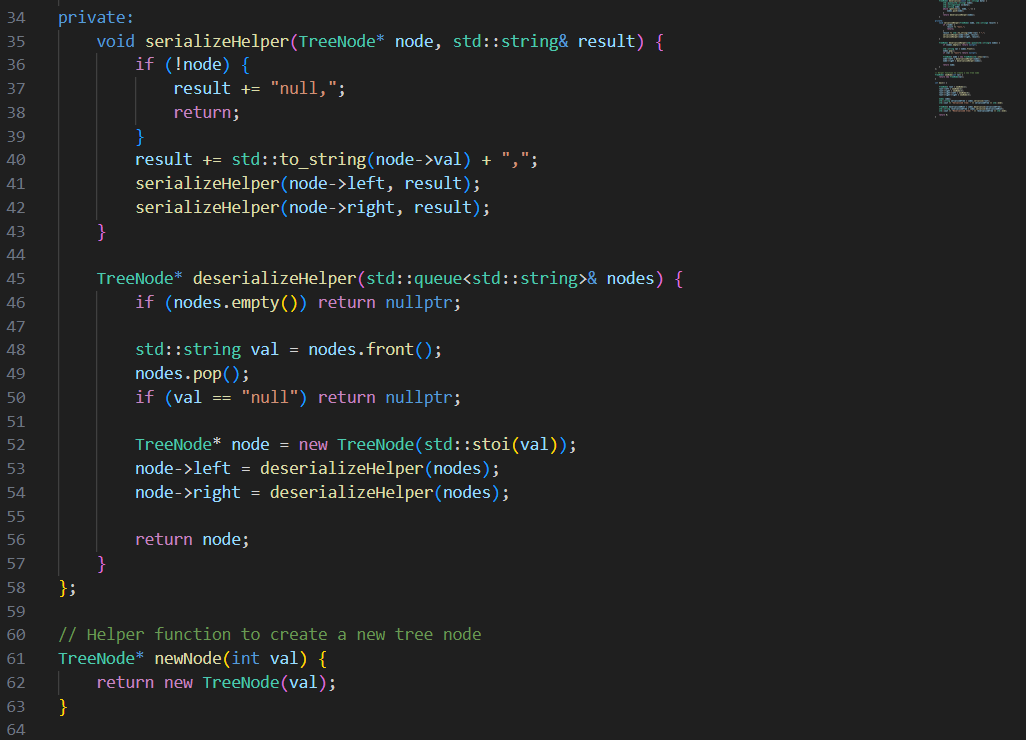 34 private:
35     void serializeHelper(TreeNode* node, std::string& result) {
36         if (!node) {
37             result += "null,";
38             return;
39         }
40         result += std::to_string(node->val) + ",";
41         serializeHelper(node->left, result);
42         serializeHelper(node->right, result);
43     }
44
45     TreeNode* deserializeHelper(std::queue<std::string>& nodes) {
46         if (nodes.empty()) return nullptr;
47
48         std::string val = nodes.front();
49         nodes.pop();
50         if (val == "null") return nullptr;
51
52         TreeNode* node = new TreeNode(std::stoi(val));
53         node->left = deserializeHelper(nodes);
54         node->right = deserializeHelper(nodes);
55
56         return node;
57     }
58 };
59
60 // Helper function to create a new tree node
61 TreeNode* newNode(int val) {
62     return new TreeNode(val);
63 }
64